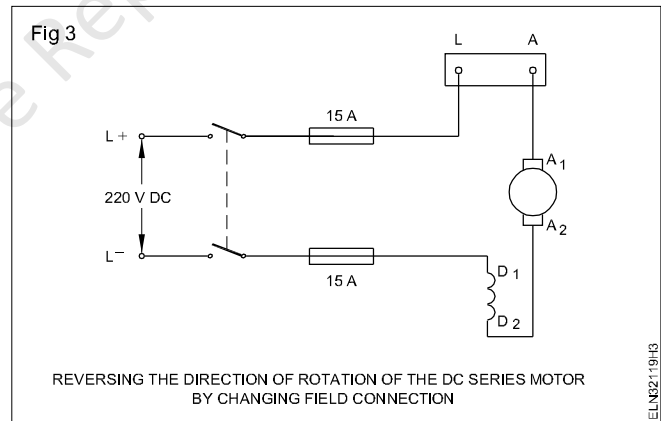 Fig 3
L A
15 A
L +
A1
220 V DC
A2
L –
D1
15 A
D2
REVERSING THE DIRECTION OF ROTATION OF THE DC SERIES MOTOR
BY CHANGING FIELD CONNECTION
ELN32119H3